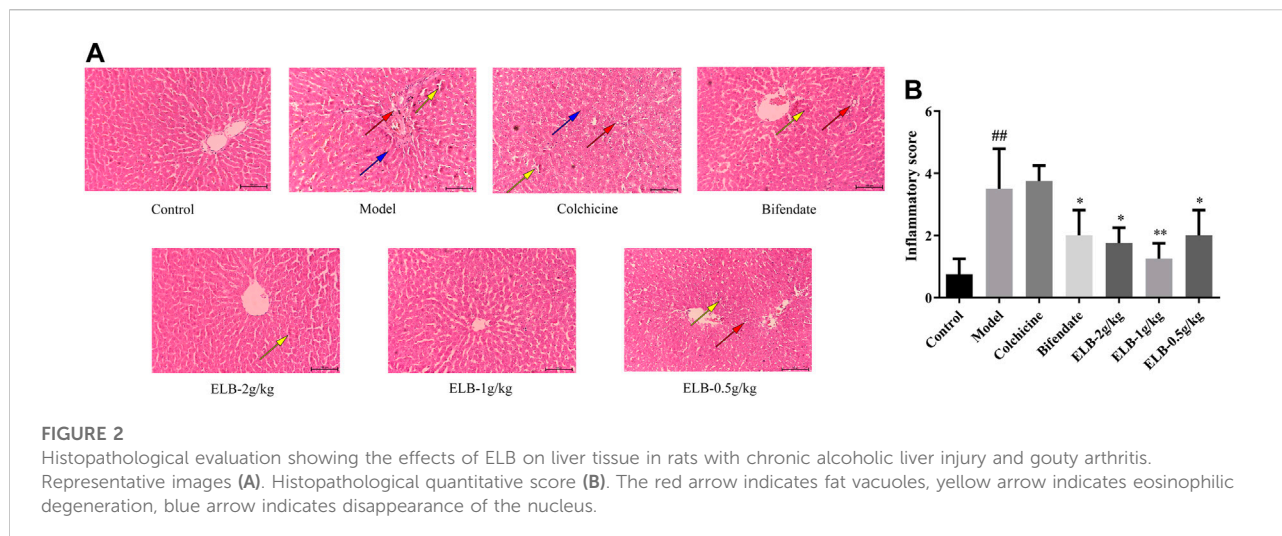 A
Control
Model
Colchicine
Bifendate
ELB-2g/kg
ELB-1g/kg
ELB-0.5g/kg
B
Inflammatory score
6
4
2
0
##
*
*
**
*
Control
Model
Colchicine
Bifendate
ELB-2g/kg
ELB-1g/kg
ELB-0.5g/kg
FIGURE 2
Histopathological evaluation showing the effects of ELB on liver tissue in rats with chronic alcoholic liver injury and gouty arthritis.
Representative images (A). Histopathological quantitative score (B). The red arrow indicates fat vacuoles, yellow arrow indicates eosinophilic
degeneration, blue arrow indicates disappearance of the nucleus.